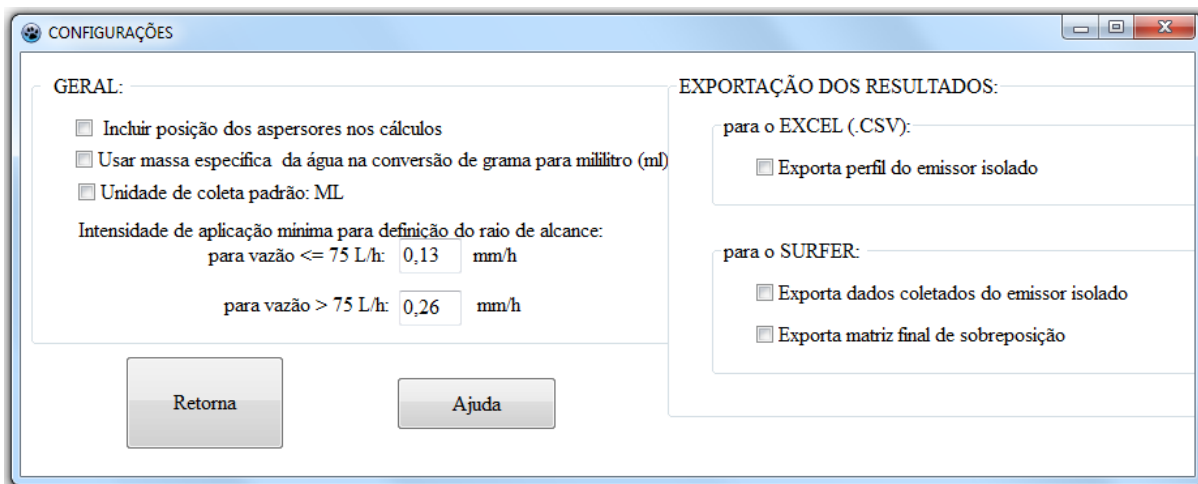 CONFIGURAÇÕES
GERAL:
Incluir posição dos aspersores nos cálculos
Usar massa específica da água na conversão de grama para mililitro (ml)
Unidade de coleta padrão: ML
Intensidade de aplicação mínima para definição do raio de alcance:
para vazão <= 75 L/h: 0,13 mm/h
para vazão > 75 L/h: 0,26 mm/h
Retorna
Ajuda
EXPORTAÇÃO DOS RESULTADOS:
para o EXCEL (.CSV):
Exporta perfil do emissor isolado
para o SURFER:
Exporta dados coletados do emissor isolado
Exporta matriz final de sobreposição